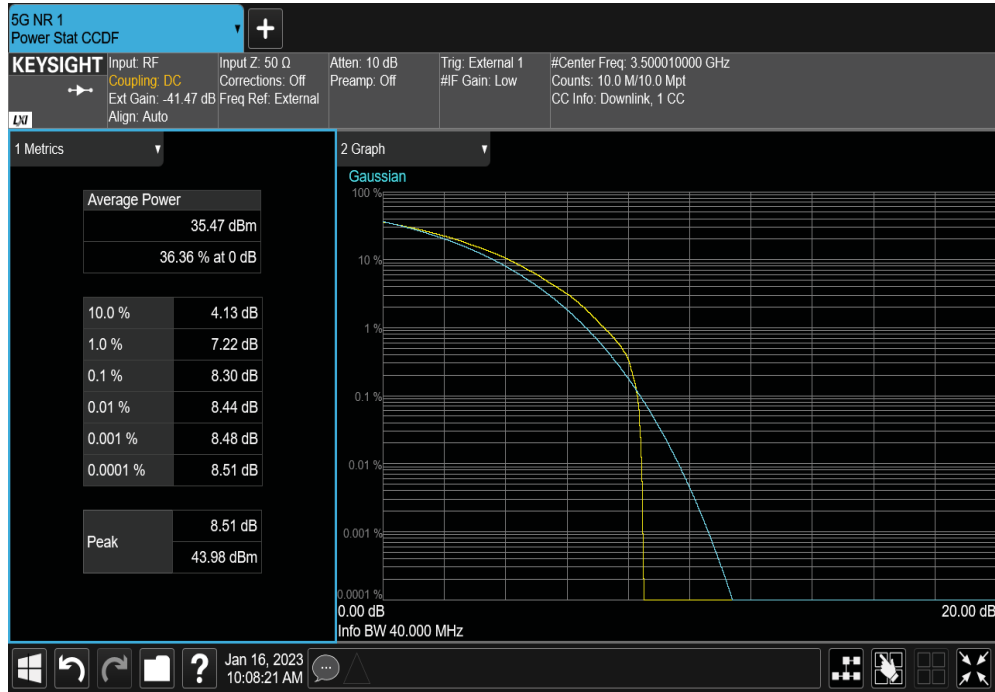 5G NR 1
Power Stat CCDF
+
KEYSIGHT
LXI
Input: RF
Coupling: DC
Ext Gain: -41.47 dB
Align: Auto
Input Z: 50 Ω
Corrections: Off
Freq Ref: External
Atten: 10 dB
Preamp: Off
Trig: External 1
#IF Gain: Low
#Center Freq: 3.500010000 GHz
Counts: 10.0 M/10.0 Mpt
CC Info: Downlink, 1 CC
1 Metrics
Average Power
35.47 dBm
36.36 % at 0 dB
10.0 % 4.13 dB
1.0 % 7.22 dB
0.1 % 8.30 dB
0.01 % 8.44 dB
0.001 % 8.48 dB
0.0001 % 8.51 dB
Peak
8.51 dB
43.98 dBm
2 Graph
Gaussian
100 %
10 %
1 %
0.1 %
0.01 %
0.001 %
0.0001 %
0.00 dB 20.00 dB
Info BW 40.000 MHz
?
Jan 16, 2023
10:08:21 AM